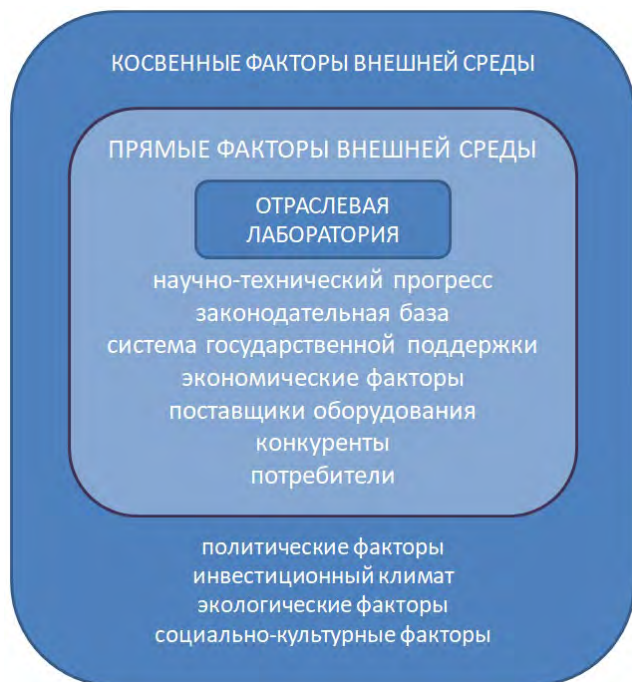 КОСВЕННЫЕ ФАКТОРЫ ВНЕШНЕЙ СРЕДЫ
ПРЯМЫЕ ФАКТОРЫ ВНЕШНЕЙ СРЕДЫ
ОТРАСЛЕВАЯ
ЛАБОРАТОРИЯ
научно-технический прогресс
законодательная база
система государственной поддержки
экономические факторы
поставщики оборудования
конкуренты
потребители
политические факторы
инвестиционный климат
экологические факторы
социально-культурные факторы